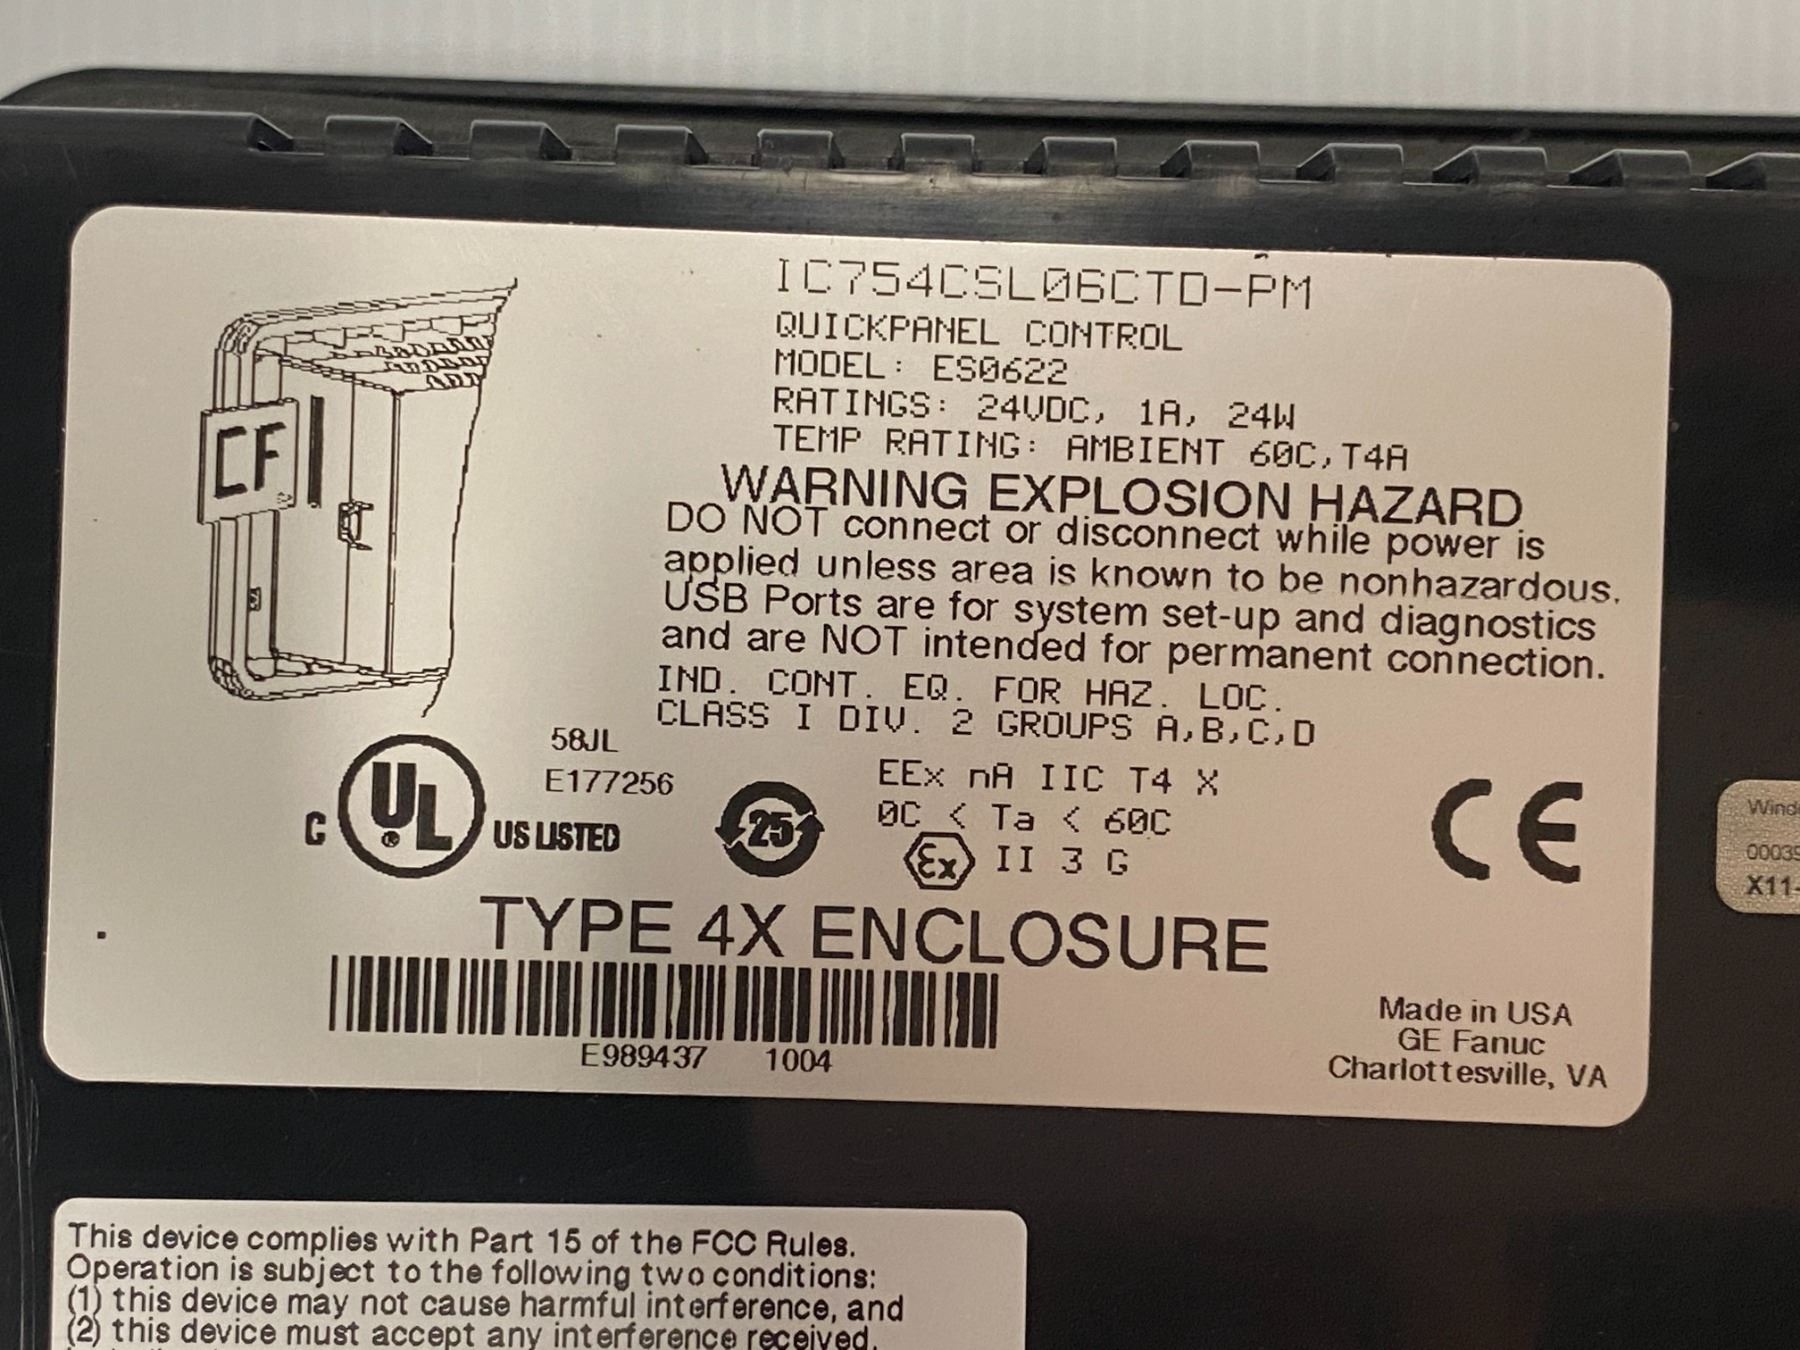 IC754CSL06CTD-PM
QUICKPANEL CONTROL
MODEL: ES0622
RATINGS: 24VDC, 1A, 24W
TEMP RATING: AMBIENT 60C,T4A
CF
WARNING EXPLOSION HAZARD
DO NOT connect or disconnect while power is
applied unless area is known to be nonhazardous.
USB Ports are for system set-up and diagnostics
and are NOT intended for permanent connection.
IND. CONT. EQ. FOR HAZ. LOC.
CLASS I DIV. 2 GROUPS A,B,C,D
58JL
E177256
C UL ® US LISTED
25
EEx nA IIC T4 X
0C < Ta < 60C
Ex II 3 G
CE
TYPE 4X ENCLOSURE
E989437 1004
Made in USA
GE Fanuc
Charlottesville, VA
X11-
This device complies with Part 15 of the FCC Rules.
Operation is subject to the following two conditions:
(1) this device may not cause harmful interference, and
(2) this device must accept any interference received,